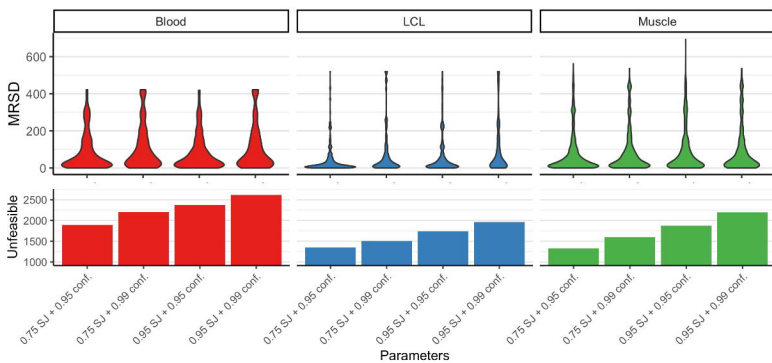 Blood
LCL
Muscle
MRSD
600
400
200
0
Unfeasible
2500
2000
1500
1000
0.75 SJ + 0.95 conf.
0.75 SJ + 0.99 conf.
0.95 SJ + 0.95 conf.
0.95 SJ + 0.99 conf.
0.75 SJ + 0.95 conf.
0.75 SJ + 0.99 conf.
0.95 SJ + 0.95 conf.
0.95 SJ + 0.99 conf.
0.75 SJ + 0.95 conf.
0.75 SJ + 0.99 conf.
0.95 SJ + 0.95 conf.
0.95 SJ + 0.99 conf.
Parameters